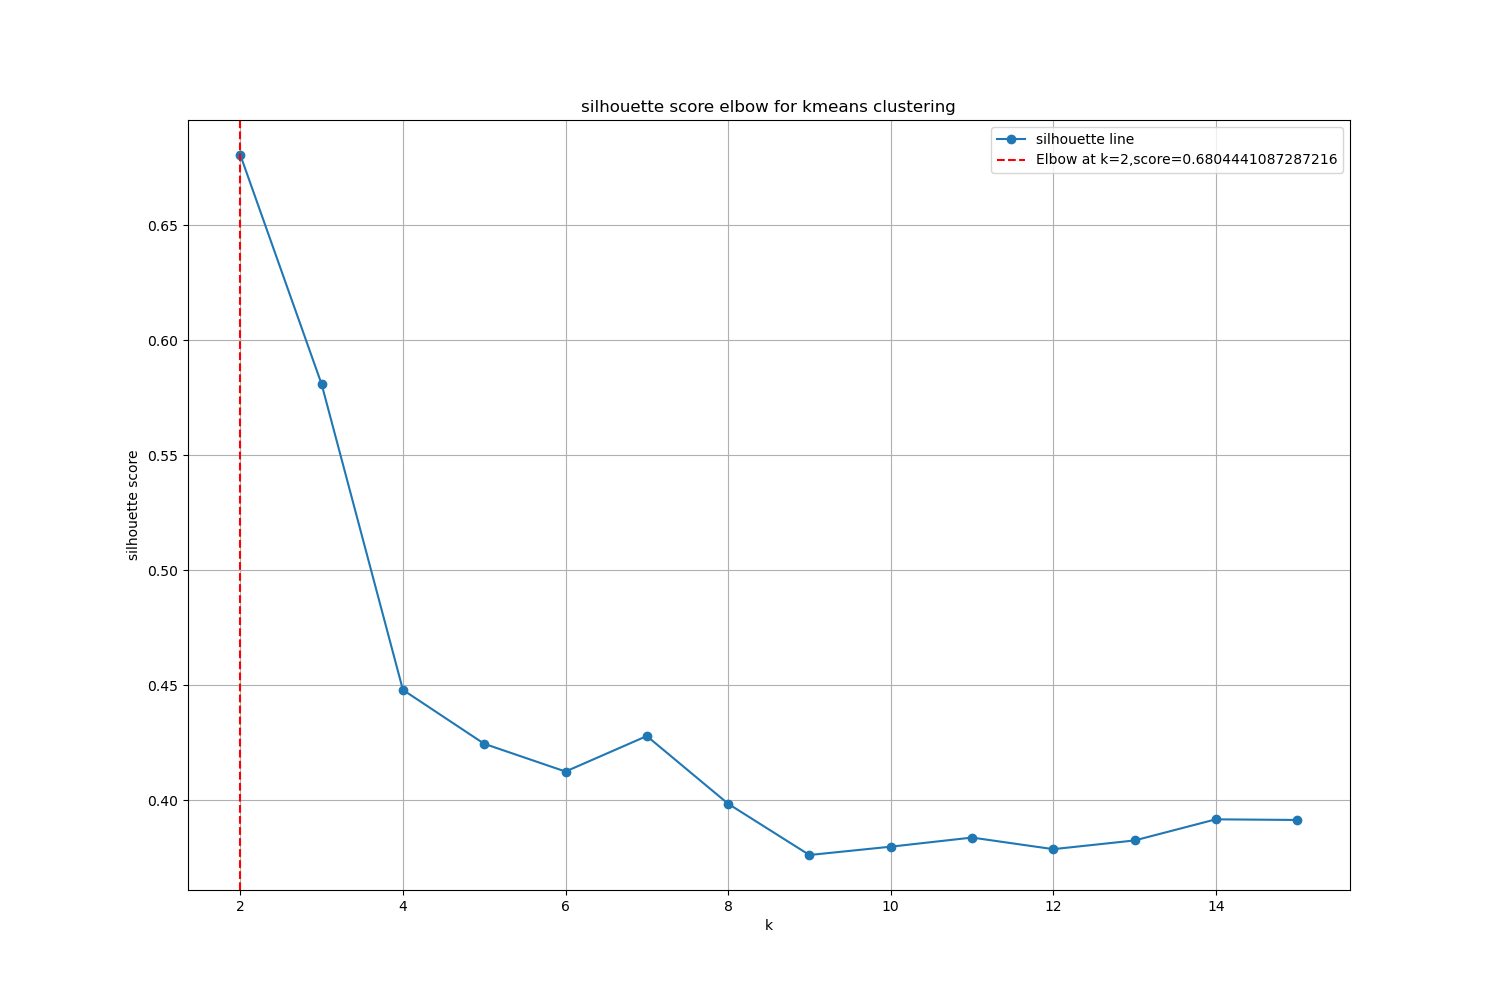 silhouette score elbow for kmeans clustering
silhouette line
Elbow at k=2,score=0.6804441087287216
silhouette score
0.65
0.60
0.55
0.50
0.45
0.40
2 4 6 8 10 12 14
k